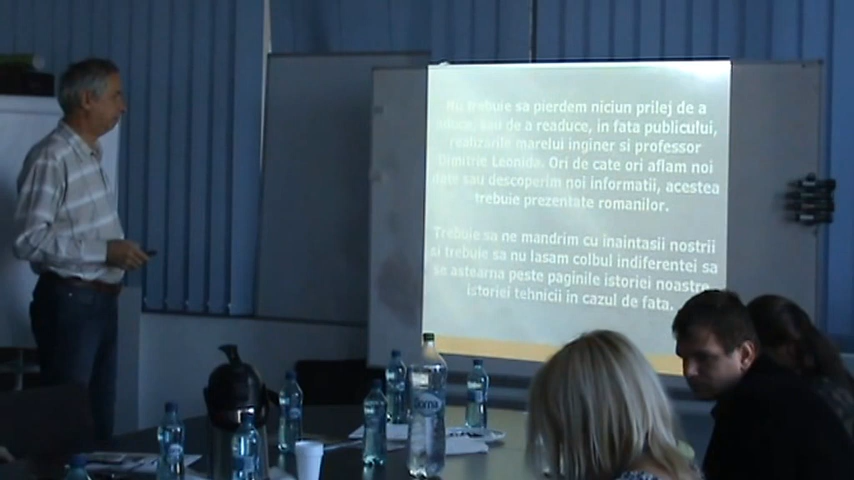 Nu trebuie sa pierdem niciun prilej de a
aduce, sau de a readuce, in fata publicului,
realizarile marelui inginer si professor
Dimitrie Leonida. Ori de cate ori aflam noi
date sau descoperim noi informatii, acestea
trebuie prezentate romanilor.
Trebuie sa ne mandrim cu inaintasii nostrii
si trebuie sa nu lasam colbul indiferentei sa
se astearna peste paginile istoriei noastre,
istoriei tehnicii in cazul de fata.
Dorna